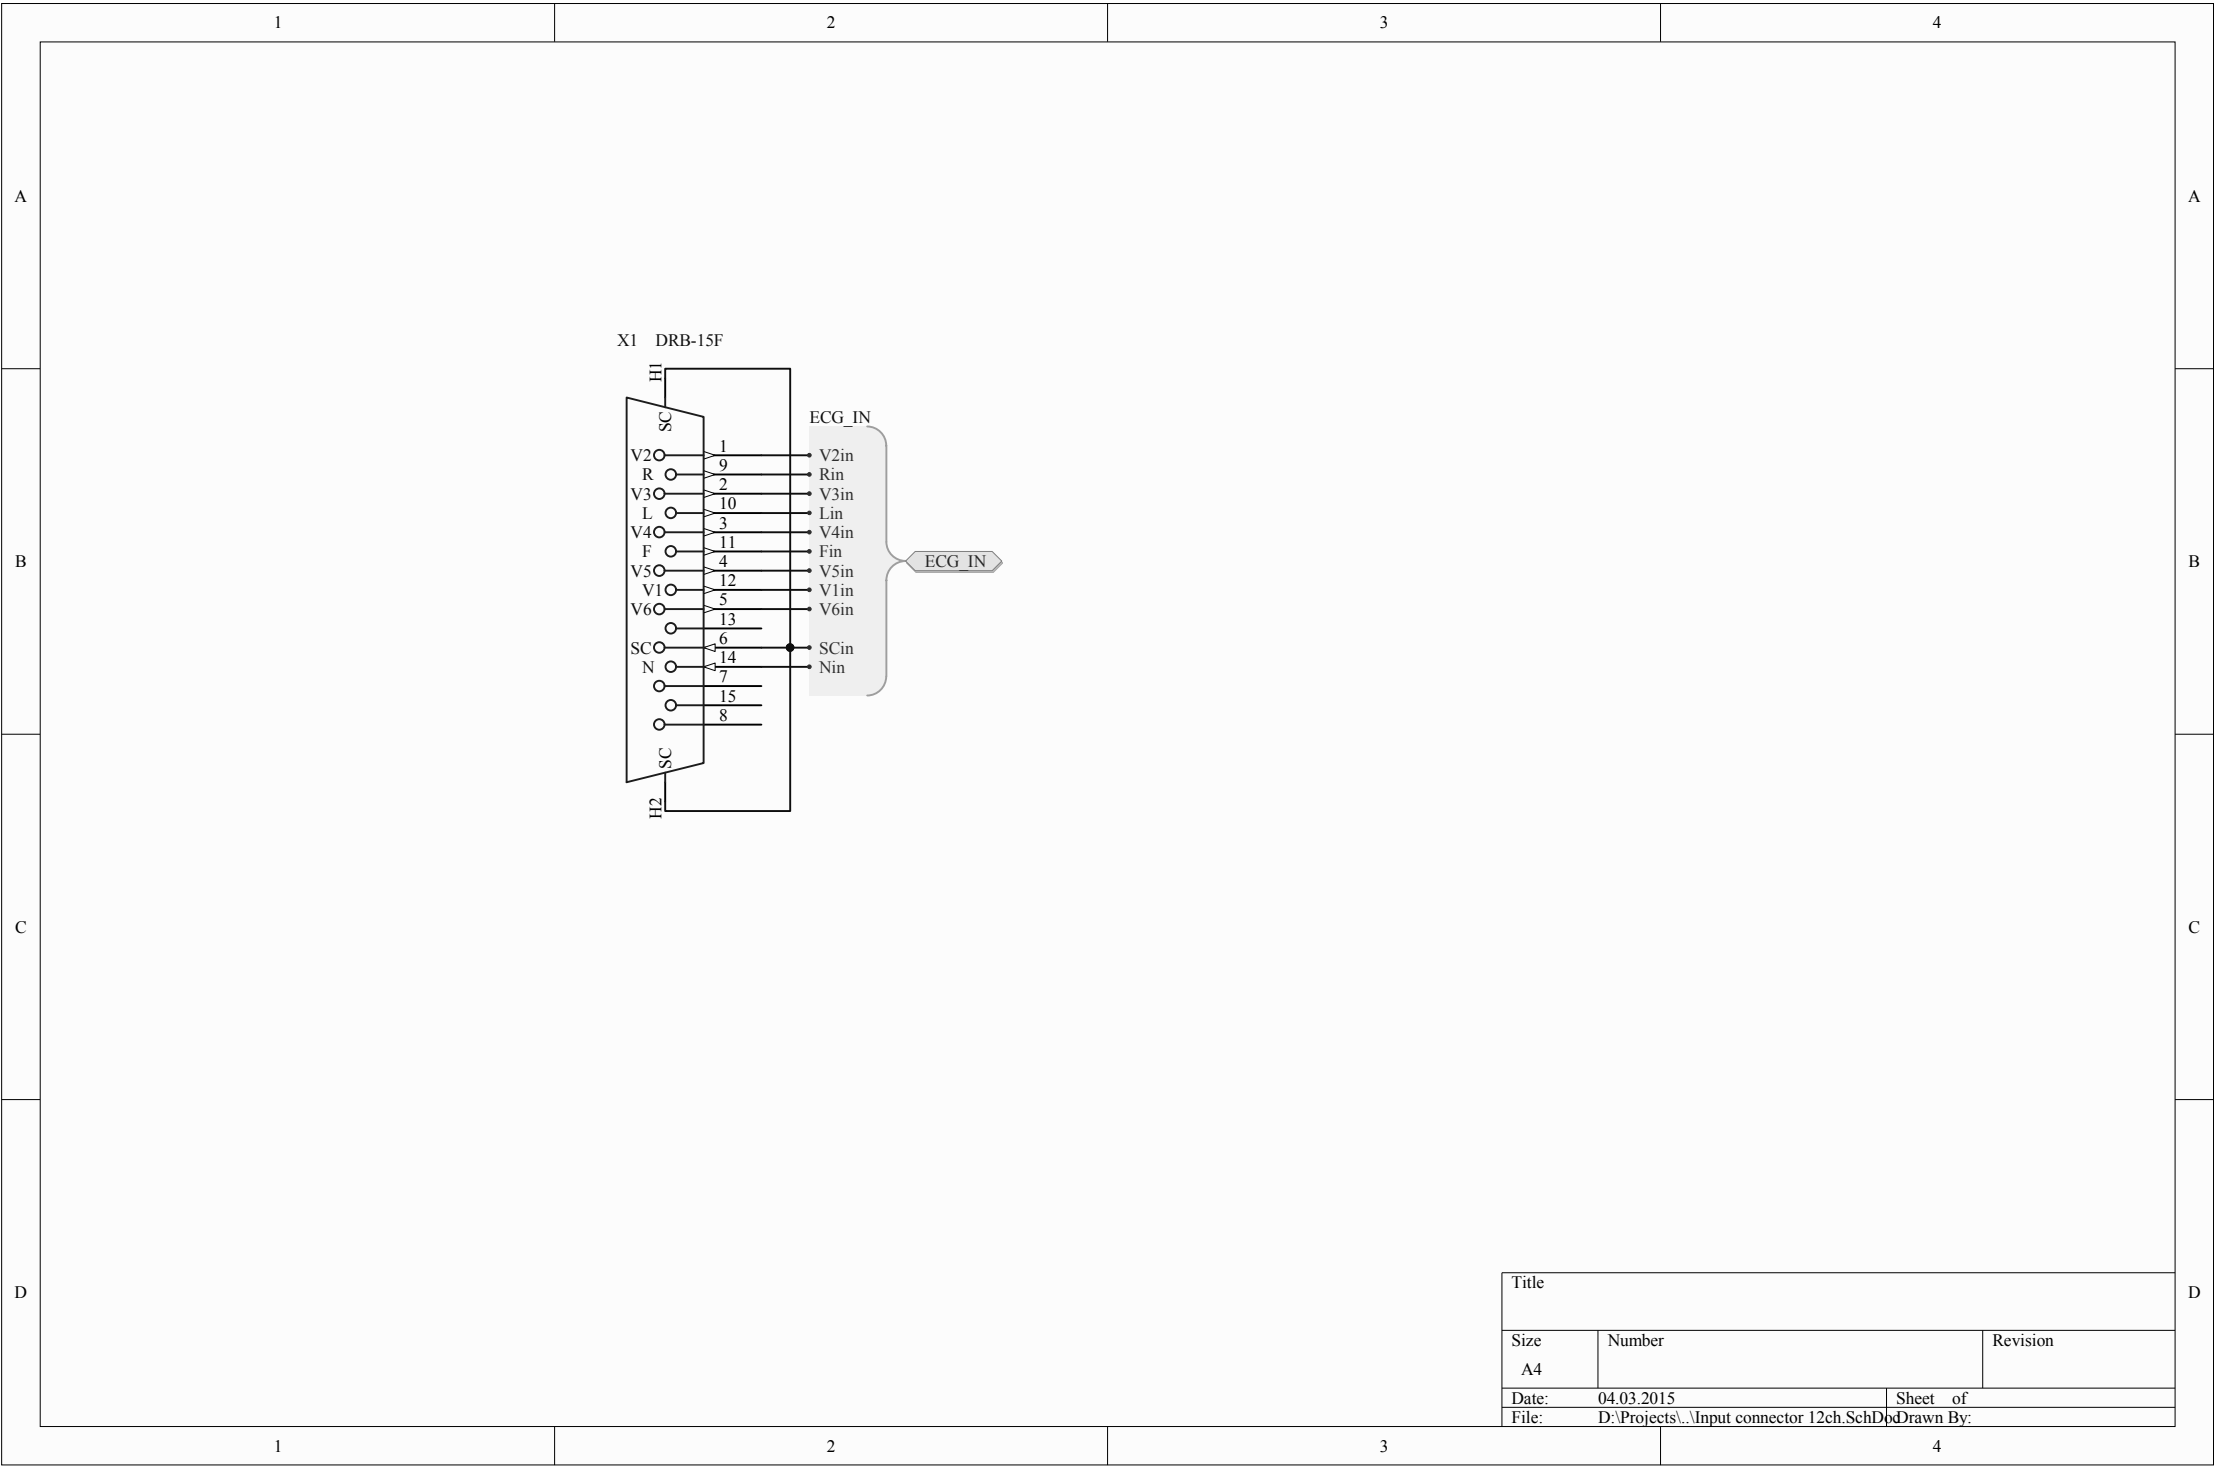 1 2 3 4
A A
X1 DRB-15F
H1
SC
ECG_IN
V2 1 V2in
R 9 Rin
V3 2 V3in
L 10 Lin
V4 3 V4in
F 11 Fin
B V5 4 V5in ECG_IN B
V1 12 V1in
V6 5 V6in
13
SC 6 SCin
N 14 Nin
7
15
8
SC
H2
C C
D D
Title
Size Number Revision
A4
Date: 04.03.2015 Sheet of
File: D:\Projects\..\Input connector 12ch.SchDoc Drawn By:
1 2 3 4